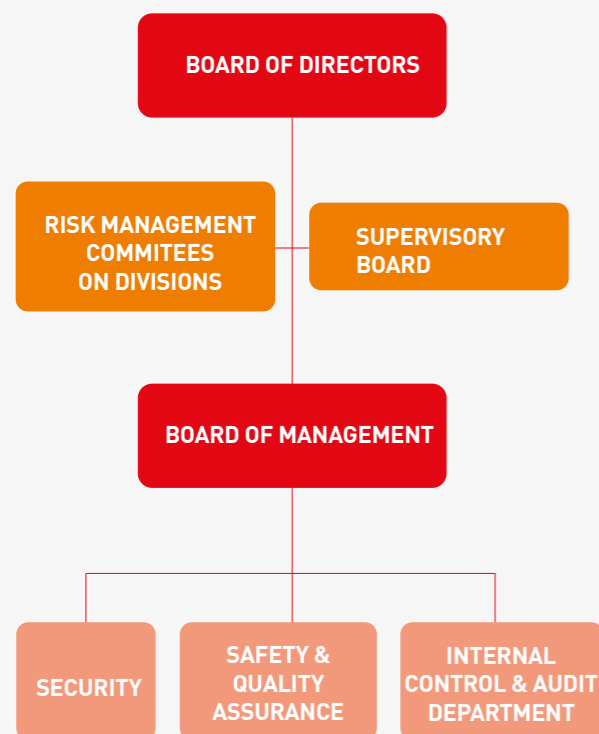 BOARD OF DIRECTORS
RISK MANAGEMENT
COMMITEES
ON DIVISIONS
SUPERVISORY
BOARD
BOARD OF MANAGEMENT
SECURITY
SAFETY &
QUALITY
ASSURANCE
INTERNAL
CONTROL & AUDIT
DEPARTMENT